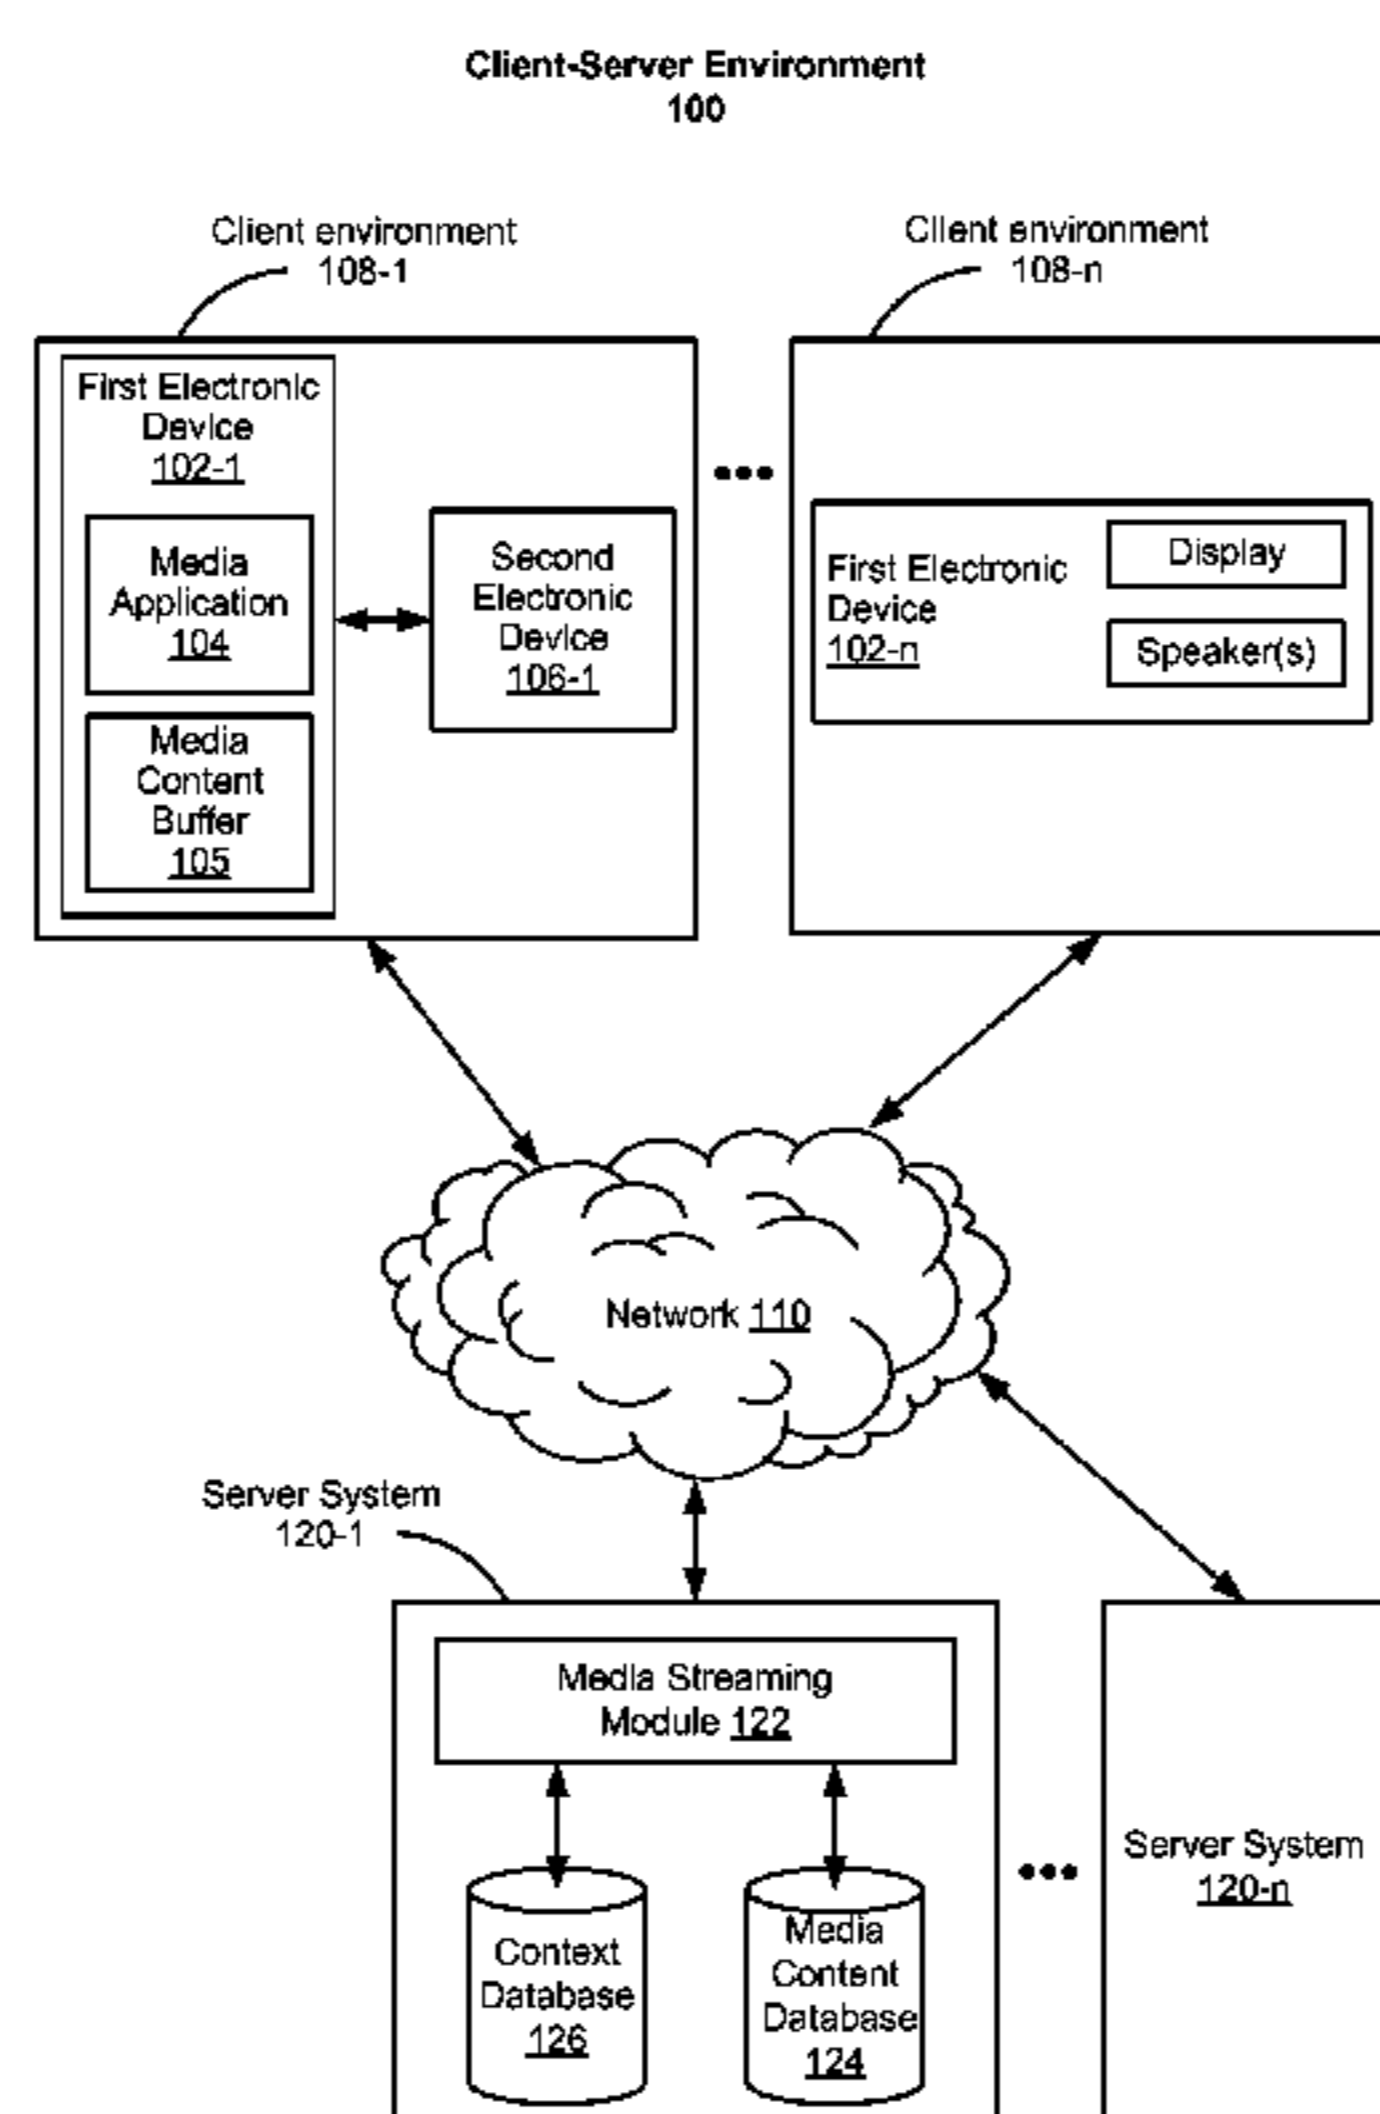 Client-Server Environment
100
Client environment
108-1
Client environment
108-n
First Electronic
Device
102-1
Media
Application
104
Media
Content
Buffer
105
Second
Electronic
Device
106-1
First Electronic
Device
102-n
Display
Speaker(s)
Network 110
Server System
120-1
Media Streaming
Module 122
Context
Database
126
Media
Content
Database
124
Server System
120-n